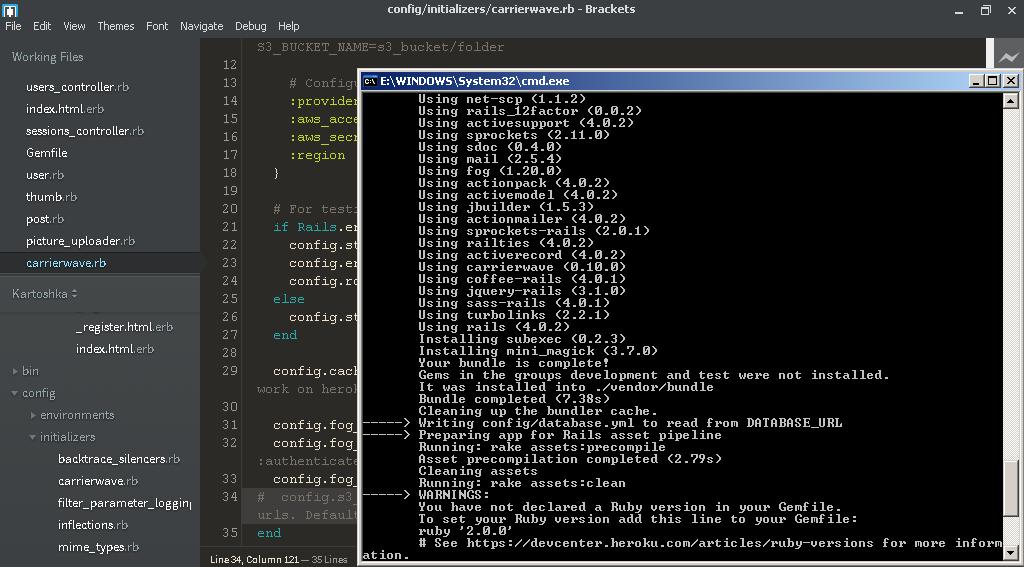 config/initializers/carrierwave.rb - Brackets
File Edit View Themes Font Navigate Debug Help
Working Files
users_controller.rb
index.html.erb
sessions_controller.rb
Gemfile
user.rb
thumb.rb
post.rb
picture_uploader.rb
carrierwave.rb
Kartoshka
_register.html.erb
index.html.erb
bin
config
environments
initializers
backtrace_silencers.rb
carrierwave.rb
filter_parameter_loggin
inflections.rb
mime_types.rb
S3_BUCKET_NAME=s3_bucket/folder
12
13 # Configu
14 :provider
15 :aws_acce
16 :aws_secr
17 :region
18 }
19
20 # For testi
21 if Rails.en
22 config.st
23 config.en
24 config.ro
25 else
26 config.st
27 end
28
29 config.cach
work on herok
30
31 config.fog_
32 config.fog_
:authenticate
33 config.fog_
34 # config.s3_
urls. Default
35 end
Line 34, Column 121 — 35 Lines
E:\WINDOWS\System32\cmd.exe
Using net-scp (1.1.2)
Using rails_12factor (0.0.2)
Using activesupport (4.0.2)
Using sprockets (2.11.0)
Using sdoc (0.4.0)
Using mail (2.5.4)
Using fog (1.20.0)
Using actionpack (4.0.2)
Using activemodel (4.0.2)
Using jbuilder (1.5.3)
Using actionmailer (4.0.2)
Using sprockets-rails (2.0.1)
Using railties (4.0.2)
Using activerecord (4.0.2)
Using carrierwave (0.10.0)
Using coffee-rails (4.0.1)
Using jquery-rails (3.1.0)
Using sass-rails (4.0.1)
Using turbolinks (2.2.1)
Using rails (4.0.2)
Installing subexec (0.2.3)
Installing mini_magick (3.7.0)
Your bundle is complete!
Gems in the groups development and test were not installed.
It was installed into ./vendor/bundle
Bundle completed (7.38s)
Cleaning up the bundler cache.
-----> Writing config/database.yml to read from DATABASE_URL
-----> Preparing app for Rails asset pipeline
Running: rake assets:precompile
Asset precompilation completed (2.79s)
Cleaning assets
Running: rake assets:clean
-----> WARNINGS:
You have not declared a Ruby version in your Gemfile.
To set your Ruby version add this line to your Gemfile:
ruby '2.0.0'
# See https://devcenter.heroku.com/articles/ruby-versions for more inform
ation.